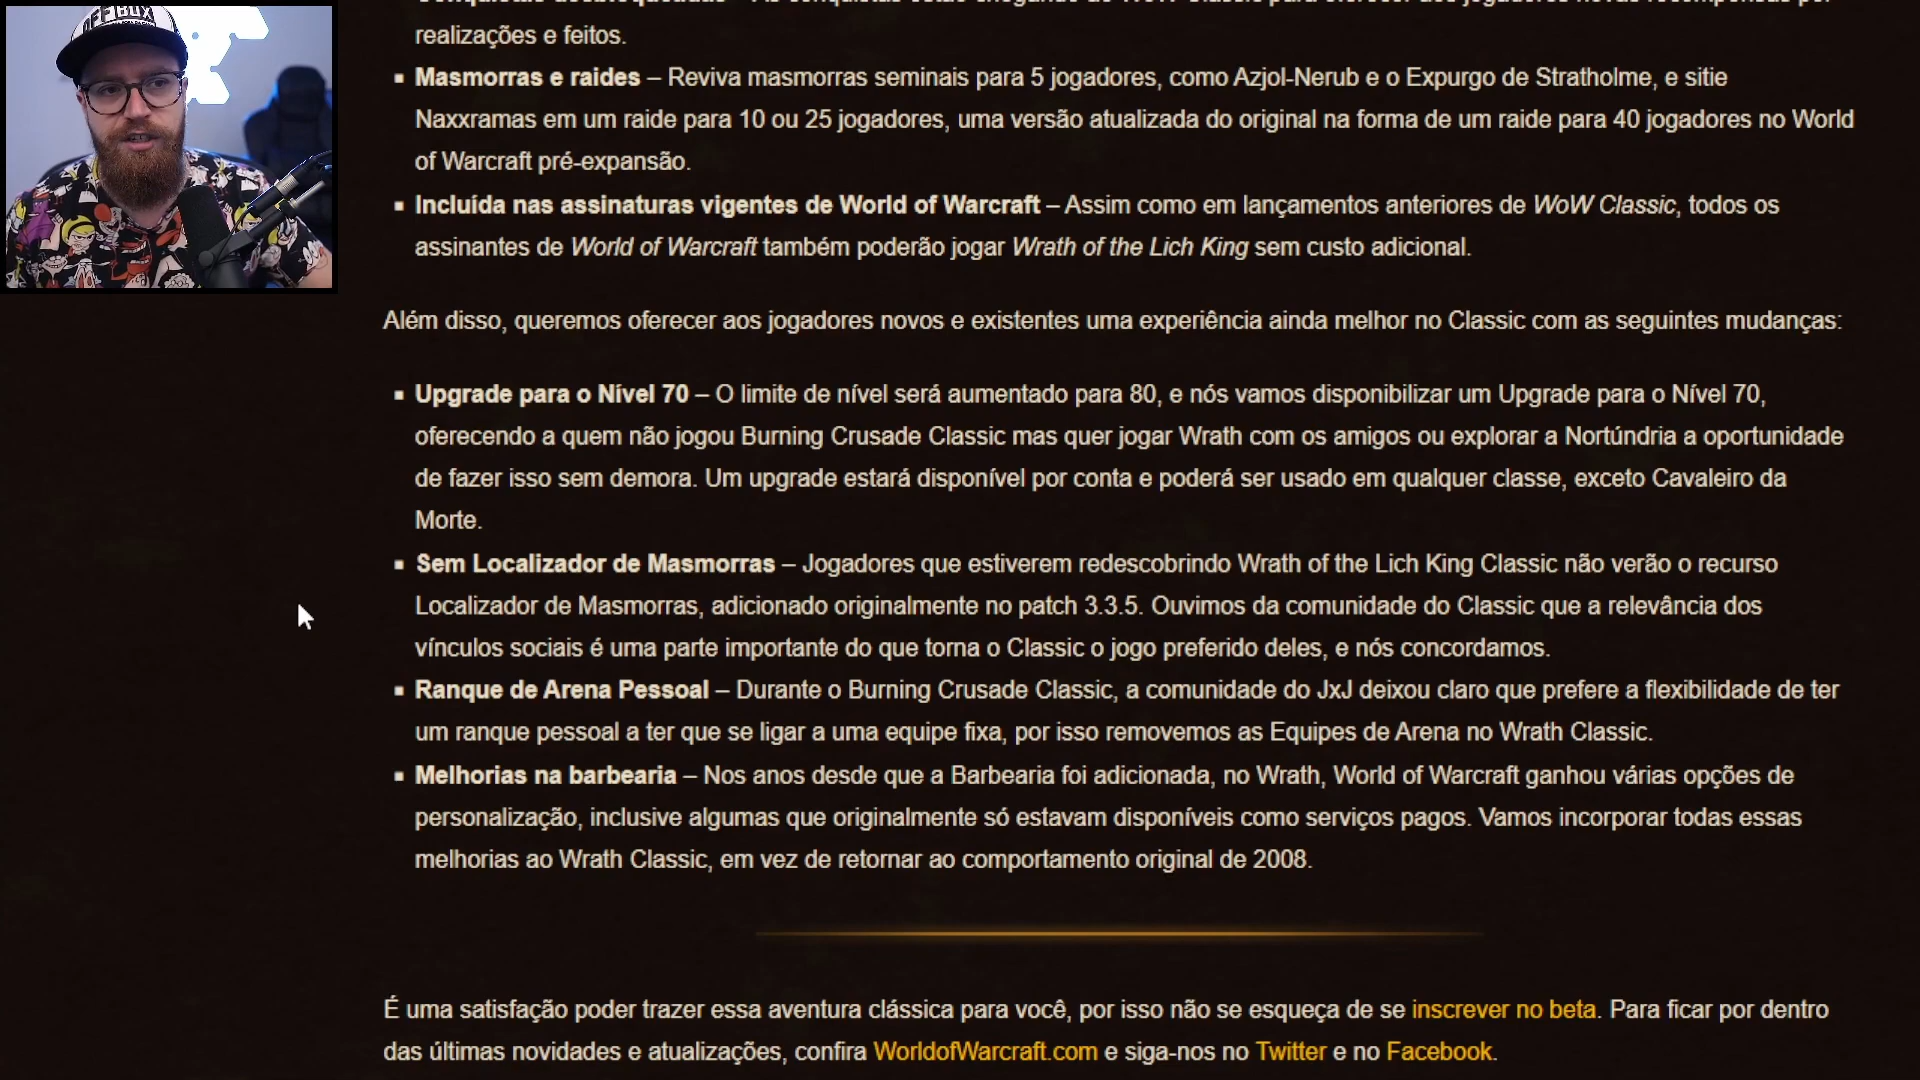 OFF BOX
realizações e feitos.
Masmorras e raides – Reviva masmorras seminais para 5 jogadores, como Azjol-Nerub e o Expurgo de Stratholme, e sitie
Naxxramas em um raide para 10 ou 25 jogadores, uma versão atualizada do original na forma de um raide para 40 jogadores no World
of Warcraft pré-expansão.
Incluída nas assinaturas vigentes de World of Warcraft – Assim como em lançamentos anteriores de WoW Classic, todos os
assinantes de World of Warcraft também poderão jogar Wrath of the Lich King sem custo adicional.
Além disso, queremos oferecer aos jogadores novos e existentes uma experiência ainda melhor no Classic com as seguintes mudanças:
Upgrade para o Nível 70 – O limite de nível será aumentado para 80, e nós vamos disponibilizar um Upgrade para o Nível 70,
oferecendo a quem não jogou Burning Crusade Classic mas quer jogar Wrath com os amigos ou explorar a Nortúndria a oportunidade
de fazer isso sem demora. Um upgrade estará disponível por conta e poderá ser usado em qualquer classe, exceto Cavaleiro da
Morte.
Sem Localizador de Masmorras – Jogadores que estiverem redescobrindo Wrath of the Lich King Classic não verão o recurso
Localizador de Masmorras, adicionado originalmente no patch 3.3.5. Ouvimos da comunidade do Classic que a relevância dos
vínculos sociais é uma parte importante do que torna o Classic o jogo preferido deles, e nós concordamos.
Ranque de Arena Pessoal – Durante o Burning Crusade Classic, a comunidade do JxJ deixou claro que prefere a flexibilidade de ter
um ranque pessoal a ter que se ligar a uma equipe fixa, por isso removemos as Equipes de Arena no Wrath Classic.
Melhorias na barbearia – Nos anos desde que a Barbearia foi adicionada, no Wrath, World of Warcraft ganhou várias opções de
personalização, inclusive algumas que originalmente só estavam disponíveis como serviços pagos. Vamos incorporar todas essas
melhorias ao Wrath Classic, em vez de retornar ao comportamento original de 2008.
É uma satisfação poder trazer essa aventura clássica para você, por isso não se esqueça de se inscrever no beta. Para ficar por dentro
das últimas novidades e atualizações, confira WorldofWarcraft.com e siga-nos no Twitter e no Facebook.